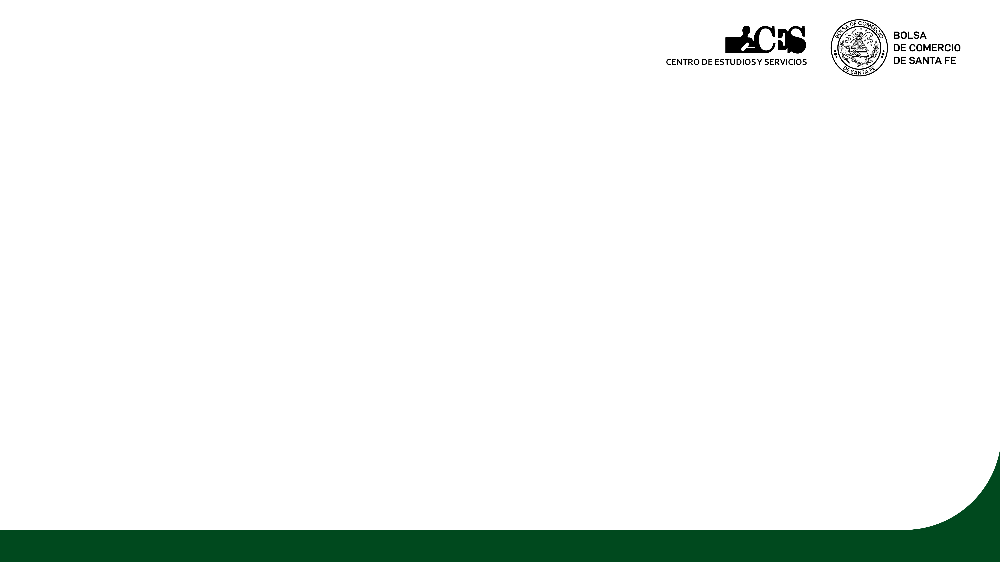 CES
CENTRO DE ESTUDIOS Y SERVICIOS
BOLSA DE COMERCIO
DE SANTA FE
BOLSA
DE COMERCIO
DE SANTA FE